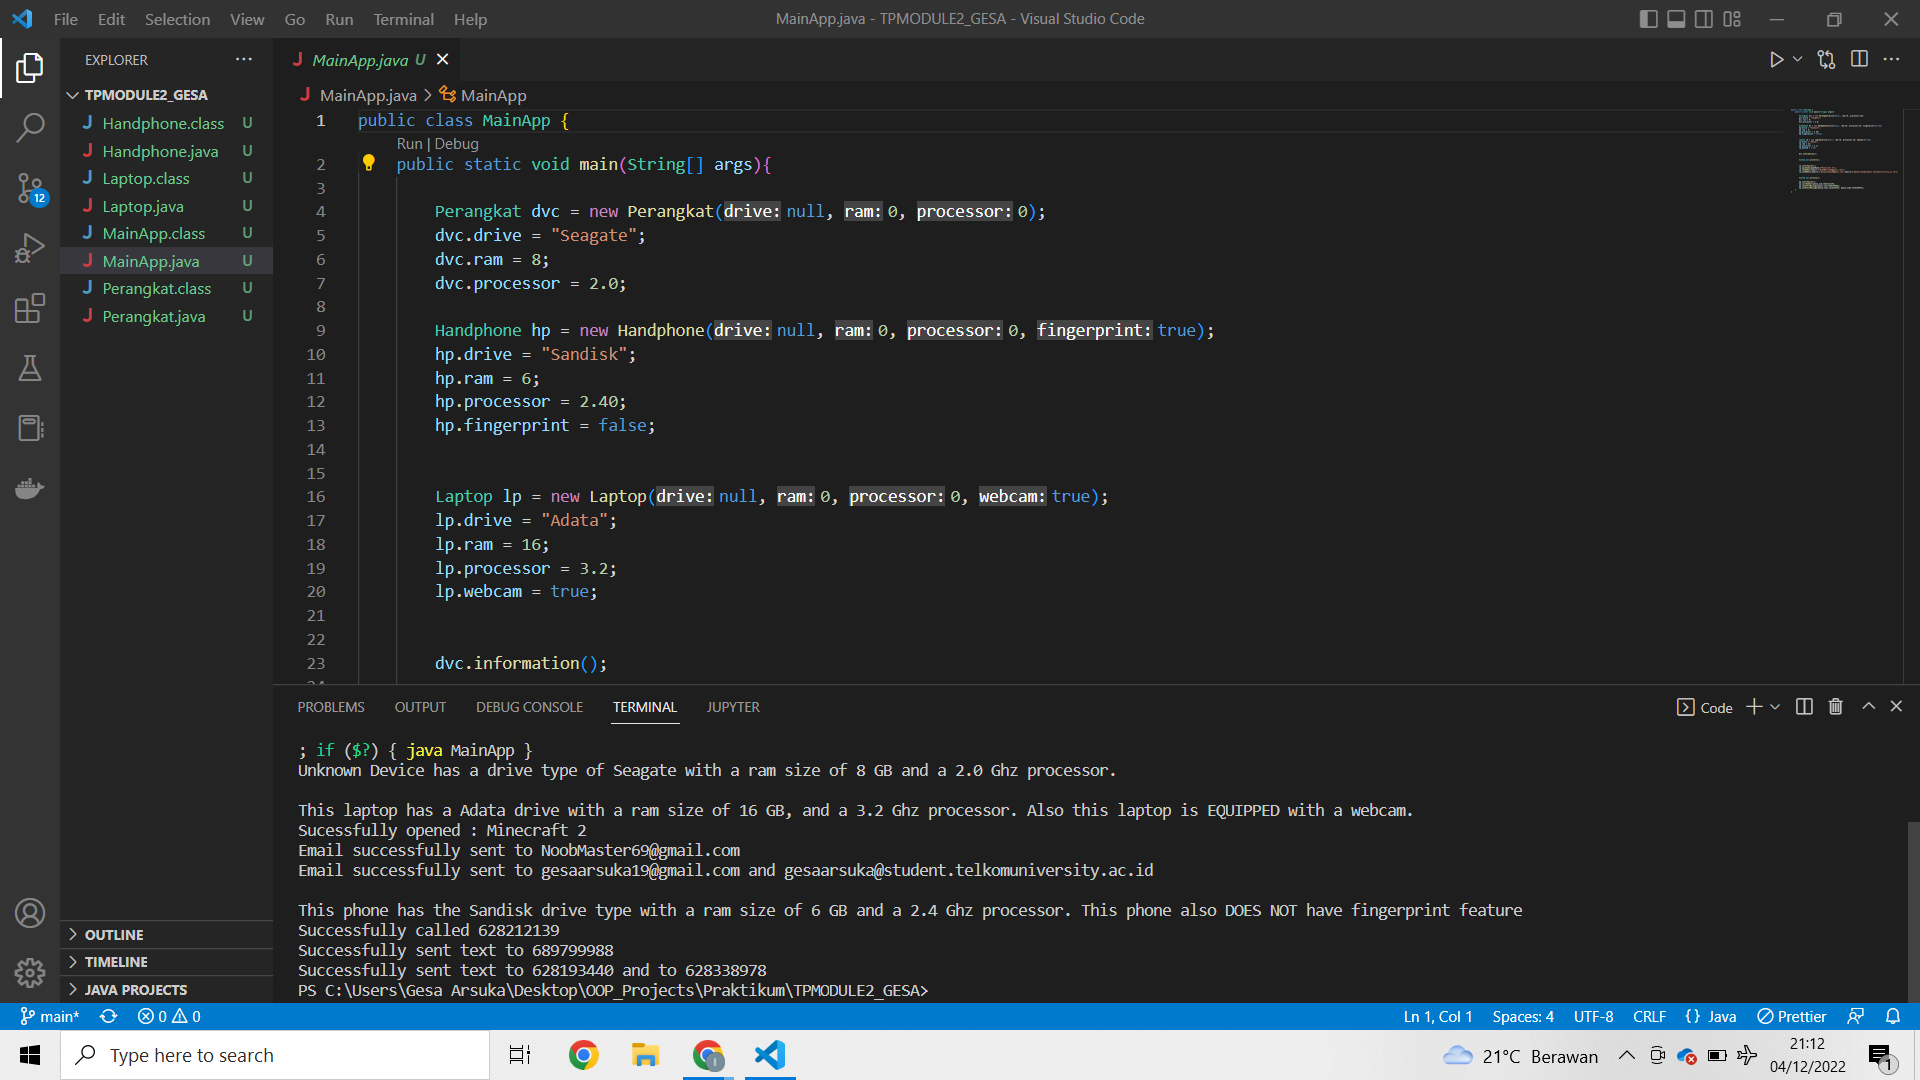 File Edit Selection View Go Run Terminal Help
MainApp.java - TPMODULE2_GESA - Visual Studio Code
EXPLORER
TPMODULE2_GESA
Handphone.class U
Handphone.java U
Laptop.class U
Laptop.java U
MainApp.class U
MainApp.java U
Perangkat.class U
Perangkat.java U
12
OUTLINE
TIMELINE
JAVA PROJECTS
MainApp.java U
MainApp.java > MainApp
1 public class MainApp {
Run | Debug
2 public static void main(String[] args){
3
4 Perangkat dvc = new Perangkat(drive: null, ram: 0, processor: 0);
5 dvc.drive = "Seagate";
6 dvc.ram = 8;
7 dvc.processor = 2.0;
8
9 Handphone hp = new Handphone(drive: null, ram: 0, processor: 0, fingerprint: true);
10 hp.drive = "Sandisk";
11 hp.ram = 6;
12 hp.processor = 2.40;
13 hp.fingerprint = false;
14
15
16 Laptop lp = new Laptop(drive: null, ram: 0, processor: 0, webcam: true);
17 lp.drive = "Adata";
18 lp.ram = 16;
19 lp.processor = 3.2;
20 lp.webcam = true;
21
22
23 dvc.information();
PROBLEMS OUTPUT DEBUG CONSOLE TERMINAL JUPYTER
Code
; if ($?) { java MainApp }
Unknown Device has a drive type of Seagate with a ram size of 8 GB and a 2.0 Ghz processor.
This laptop has a Adata drive with a ram size of 16 GB, and a 3.2 Ghz processor. Also this laptop is EQUIPPED with a webcam.
Sucessfully opened : Minecraft 2
Email successfully sent to NoobMaster69@gmail.com
Email successfully sent to gesaarsuka19@gmail.com and gesaarsuka@student.telkomuniversity.ac.id
This phone has the Sandisk drive type with a ram size of 6 GB and a 2.4 Ghz processor. This phone also DOES NOT have fingerprint feature
Successfully called 628212139
Successfully sent text to 689799988
Successfully sent text to 628193440 and to 628338978
PS C:\Users\Gesa Arsuka\Desktop\OOP_Projects\Praktikum\TPMODULE2_GESA>
main* 0 0
Ln 1, Col 1 Spaces: 4 UTF-8 CRLF {} Java Prettier
Type here to search
21°C Berawan
21:12
04/12/2022
1